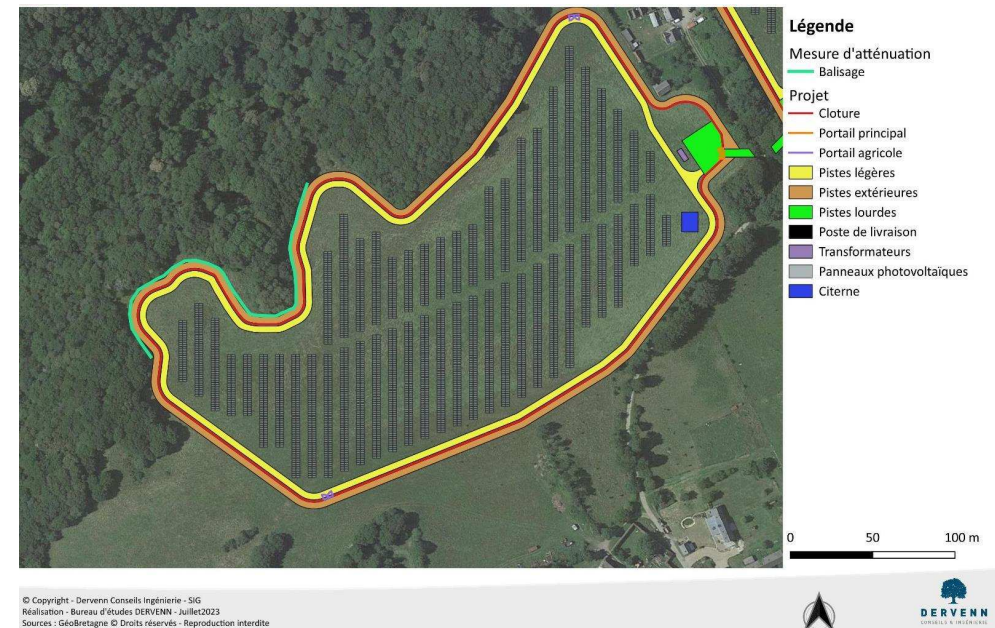 Légende
Mesure d'atténuation
Balisage
Projet
Cloture
Portail principal
Portail agricole
Pistes légères
Pistes extérieures
Pistes lourdes
Poste de livraison
Transformateurs
Panneaux photovoltaïques
Citerne
0 50 100 m
© Copyright - Dervenn Conseils Ingénierie - SIG
Réalisation - Bureau d'études DERVENN - Juillet2023
Sources : GéoBretagne © Droits réservés - Reproduction interdite
DERVENN
CONSEILS & INGÉNIERIE